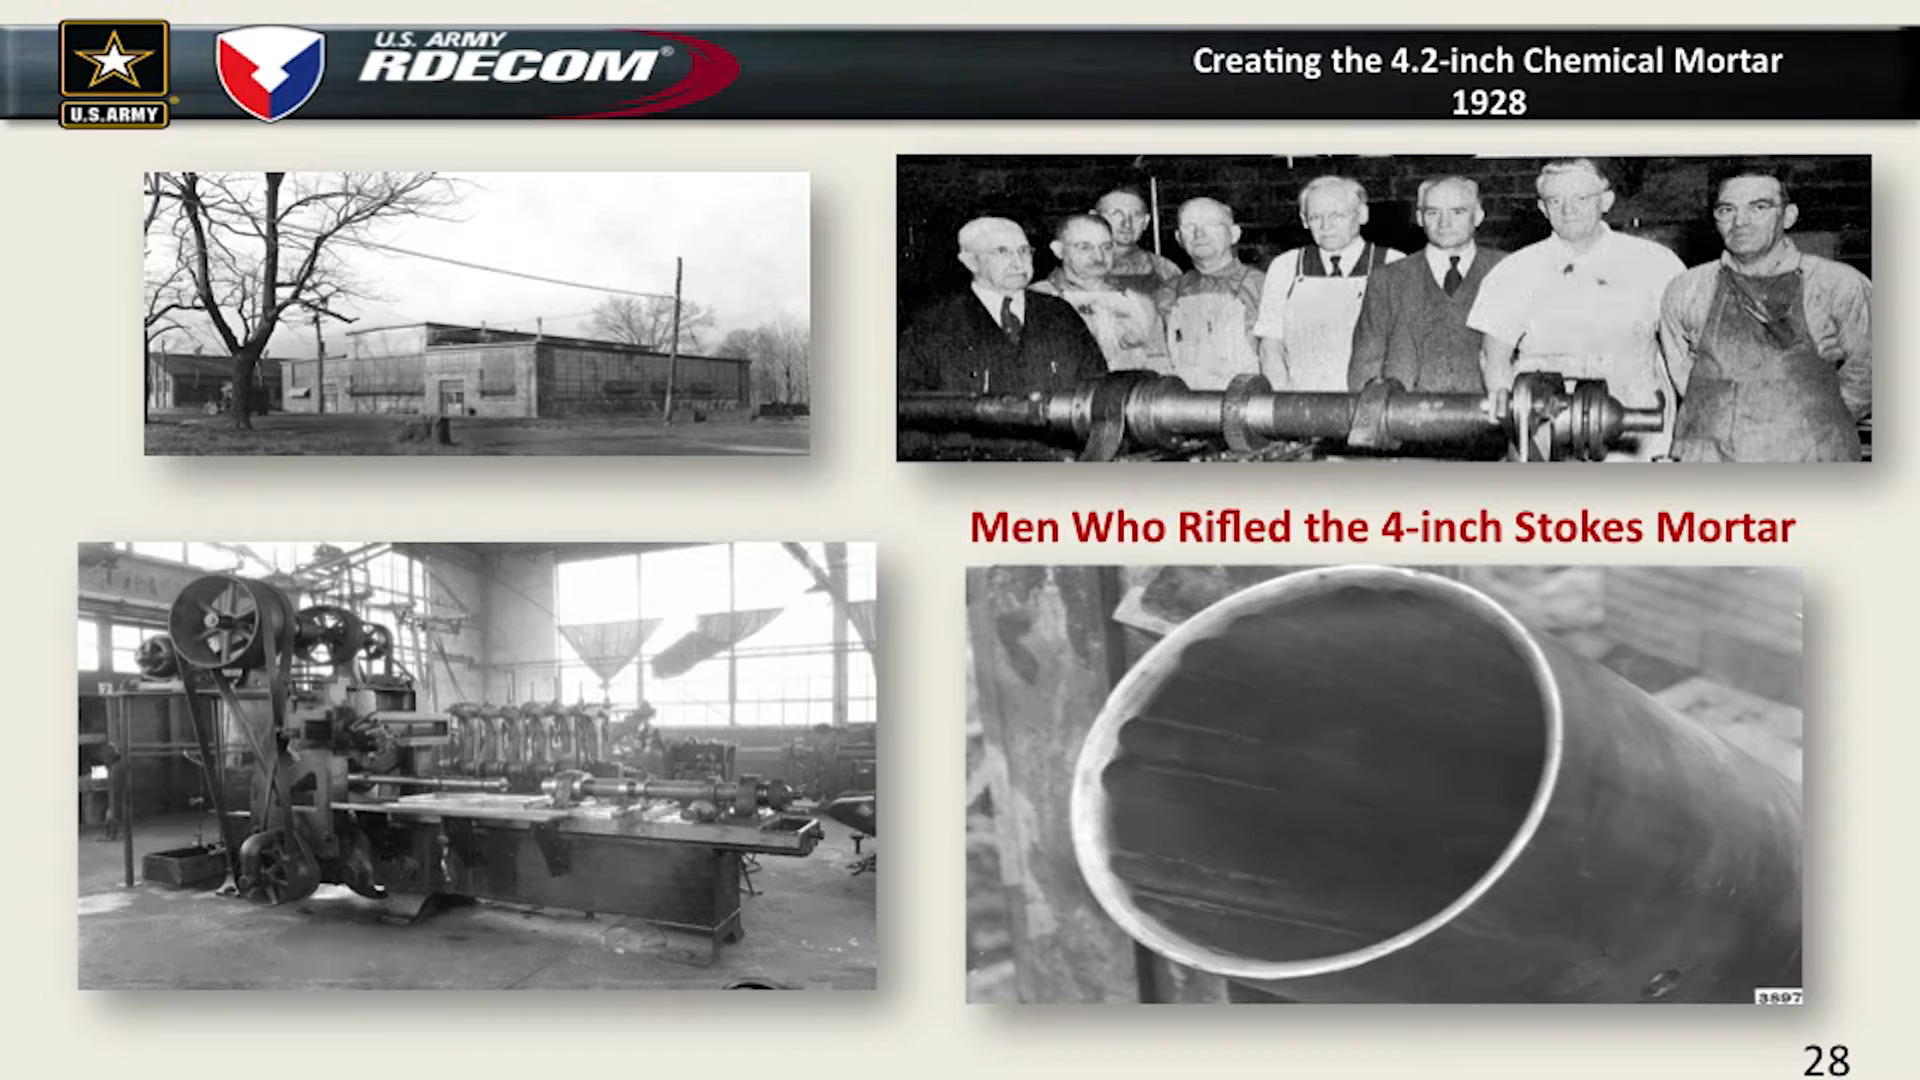 U.S.ARMY
U.S. ARMY
RDECOM®
Creating the 4.2-inch Chemical Mortar
1928
Men Who Rifled the 4-inch Stokes Mortar
3897
28